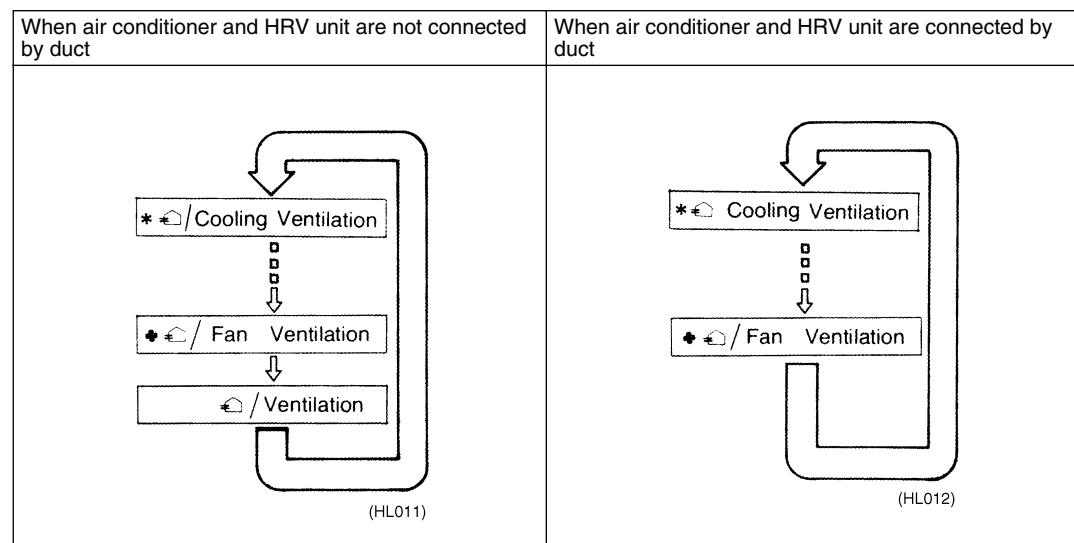 When air conditioner and HRV unit are not connected
by duct
When air conditioner and HRV unit are connected by
duct
/Cooling Ventilation
/ Fan Ventilation
/Ventilation
(HL011)
Cooling Ventilation
/ Fan Ventilation
(HL012)